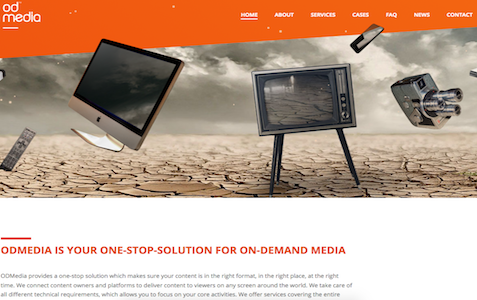 od
media
HOME ABOUT SERVICES CASES FAQ NEWS CONTACT
ODMEDIA IS YOUR ONE-STOP-SOLUTION FOR ON-DEMAND MEDIA
ODMedia provides a one-stop solution which makes sure your content is in the right format, in the right place, at the right
time. We connect content owners and platforms to deliver content to viewers on any screen around the world. We take care of
all different technical requirements, which allows you to focus on your core activities. We offer services covering the entire